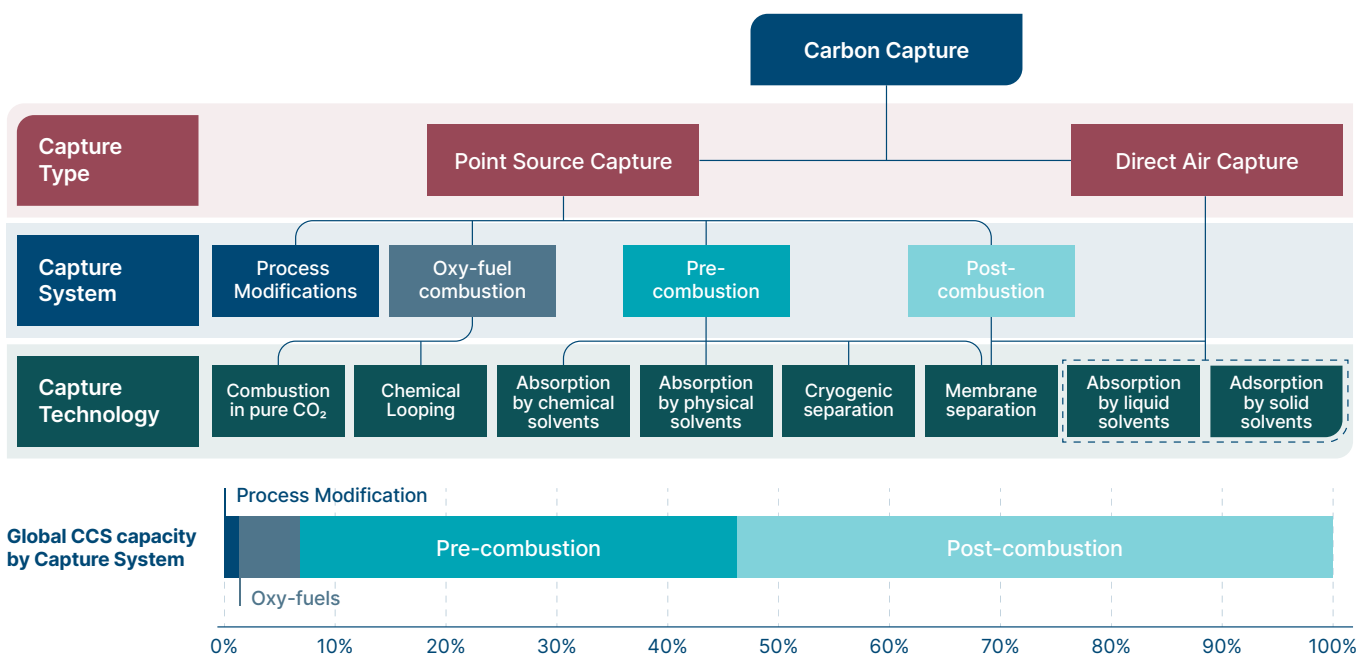 Carbon Capture
Capture
Type
Point Source Capture
Direct Air Capture
Capture
System
Process
Modifications
Oxy-fuel
combustion
Pre-
combustion
Post-
combustion
Capture
Technology
Combustion
in pure CO₂
Chemical
Looping
Absorption
by chemical
solvents
Absorption
by physical
solvents
Cryogenic
separation
Membrane
separation
Absorption
by liquid
solvents
Adsorption
by solid
solvents
Process Modification
Global CCS capacity
by Capture System
Pre-combustion
Post-combustion
Oxy-fuels
0% 10% 20% 30% 40% 50% 60% 70% 80% 90% 100%